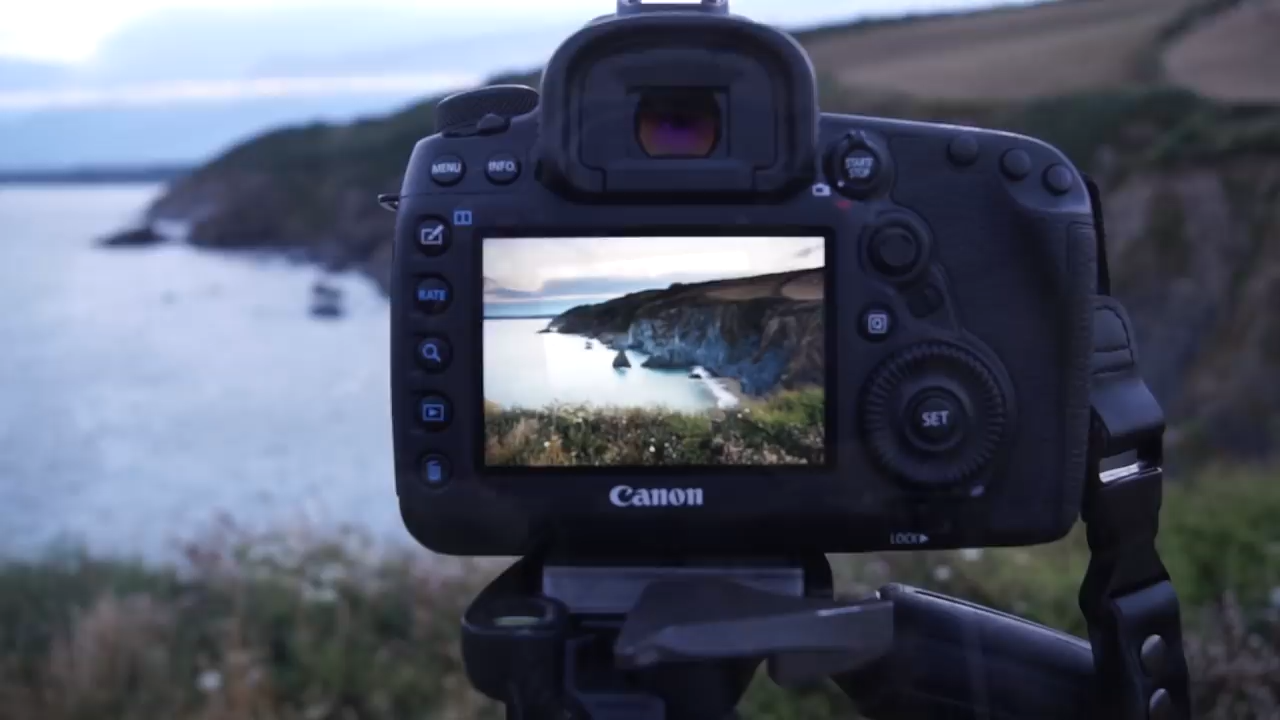 MENU
INFO.
START/
STOP
RATE
Q
SET
Canon
LOCK▶